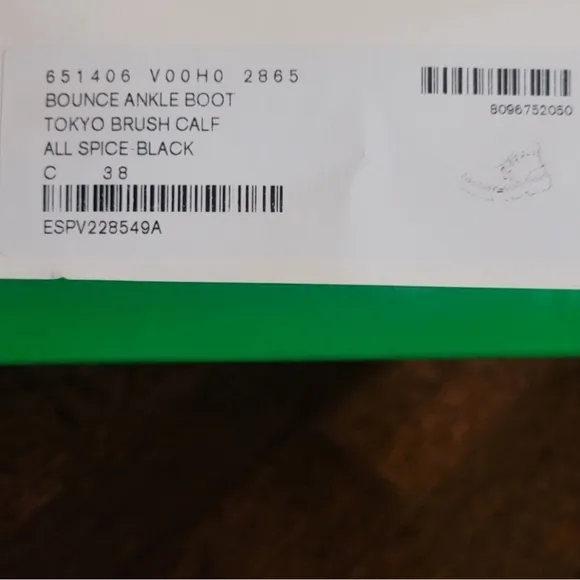 651406 V00H0 2865
BOUNCE ANKLE BOOT
TOKYO BRUSH CALF
ALL SPICE-BLACK
C 38
ESPV228549A
8096752050